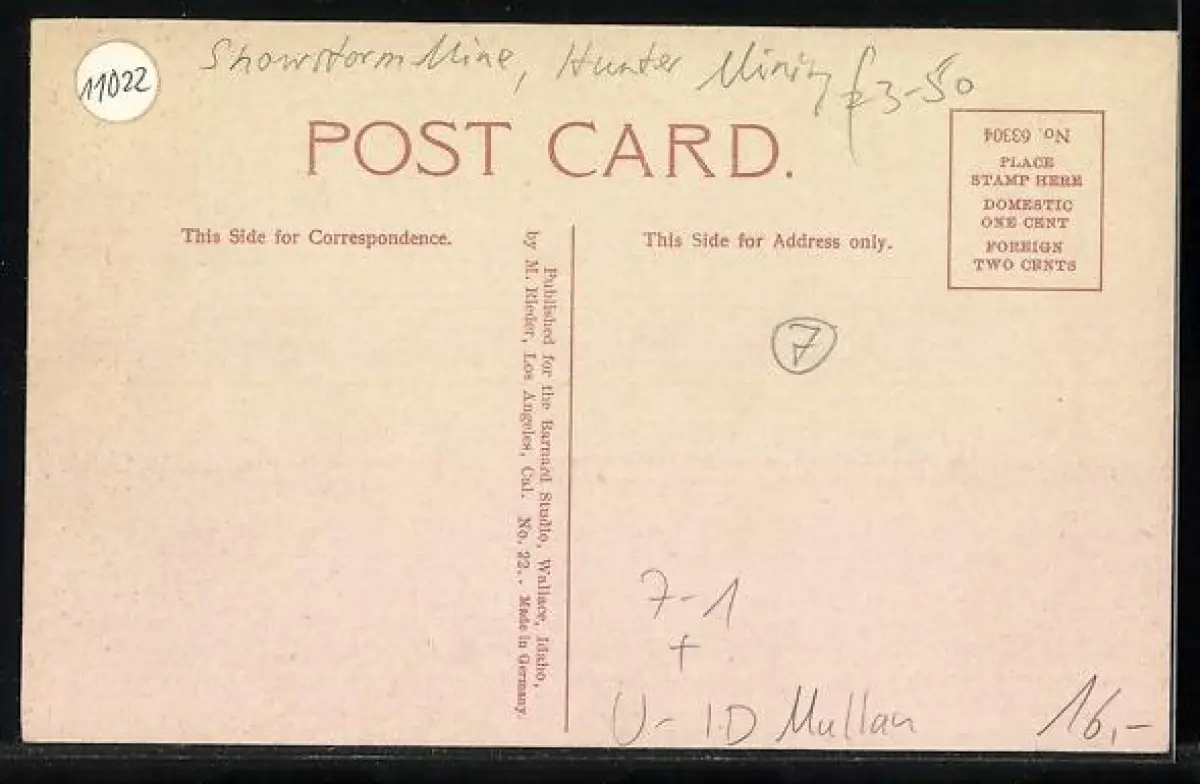 11022
Snowstorm Mine, Hunter Mining £3-50
POST CARD.
No. 63304
PLACE
STAMP HERE
DOMESTIC
ONE CENT
FOREIGN
TWO CENTS
This Side for Correspondence.
This Side for Address only.
Published for the Barnard Studio, Wallace, Idaho,
by M. Rieder, Los Angeles, Cal. No. 22.. Made in Germany.
7
7-1
+
U-ID Mullan
16,-